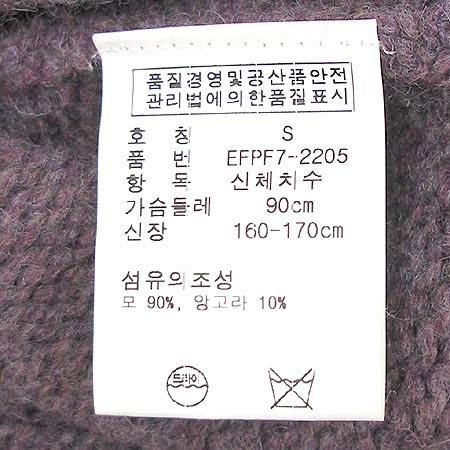 품질경영및공산품안전
관리법에의한품질표시
호 칭 S
품 번 EFPF7-2205
항 목 신체치수
가슴둘레 90cm
신장 160-170cm
섬유의조성
모 90%, 앙고라 10%
드라이